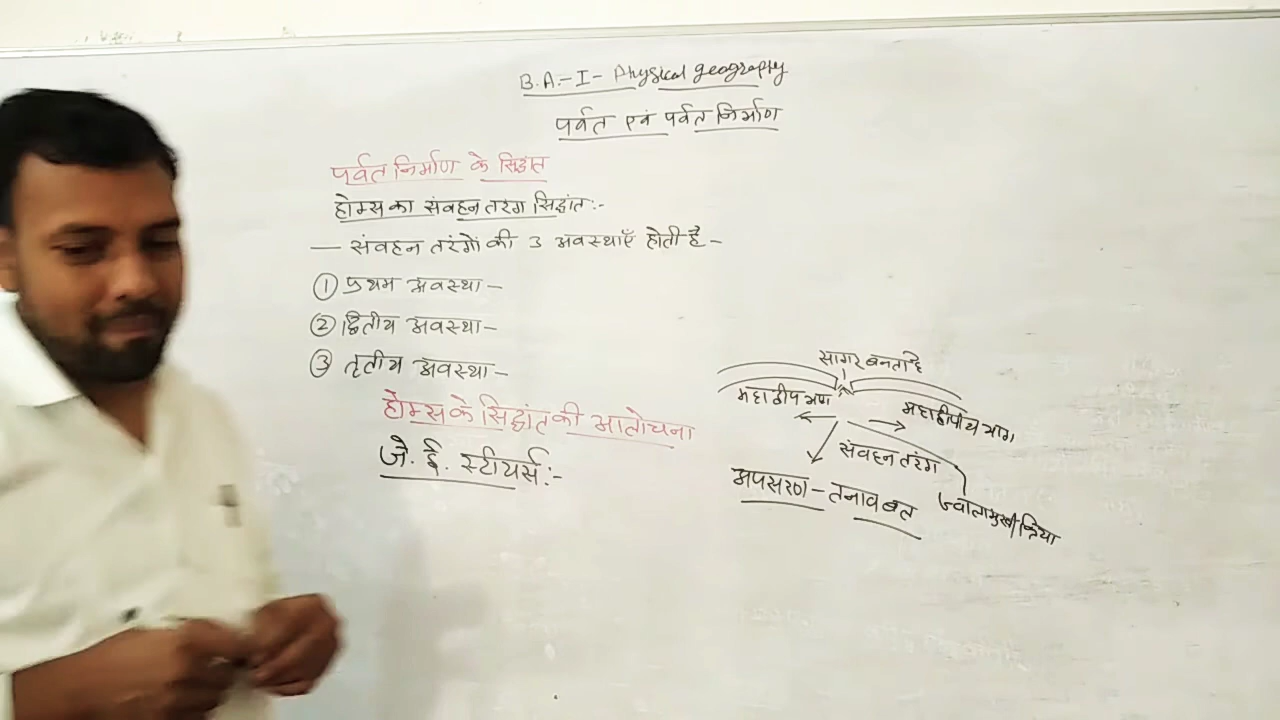 B.A.-I- Physical geography
पर्वत एवं पर्वत निर्माण
पर्वत निर्माण के सिद्धांत
होम्स का संवहन तरंग सिद्धांत:-
— संवहन तरंगों की 3 अवस्थाएँ होती है -
① प्रथम अवस्था —
② द्वितीय अवस्था —
③ तृतीय अवस्था —
होम्स के सिद्धांत की आलोचना
जे. ई. स्टीयर्स:-
सागर बनता है
महाद्वीपीय भाग
संवहन तरंग
अपसरण - तनाव बल
ज्वालामुखी क्रिया